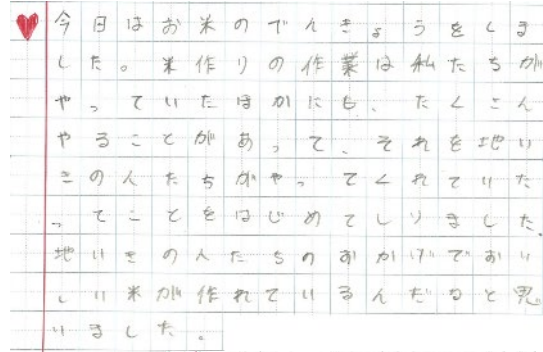 今日はお米のでんきょうをしま
した。米作りの作業は私たちが
やっていたほかにも、たくさん
やることがあって、それを地い
きの人たちがやってくれていた
ってことをはじめてしりました。
地いきの人たちのおかげでおい
しい米が作れているんだなと思
いました。